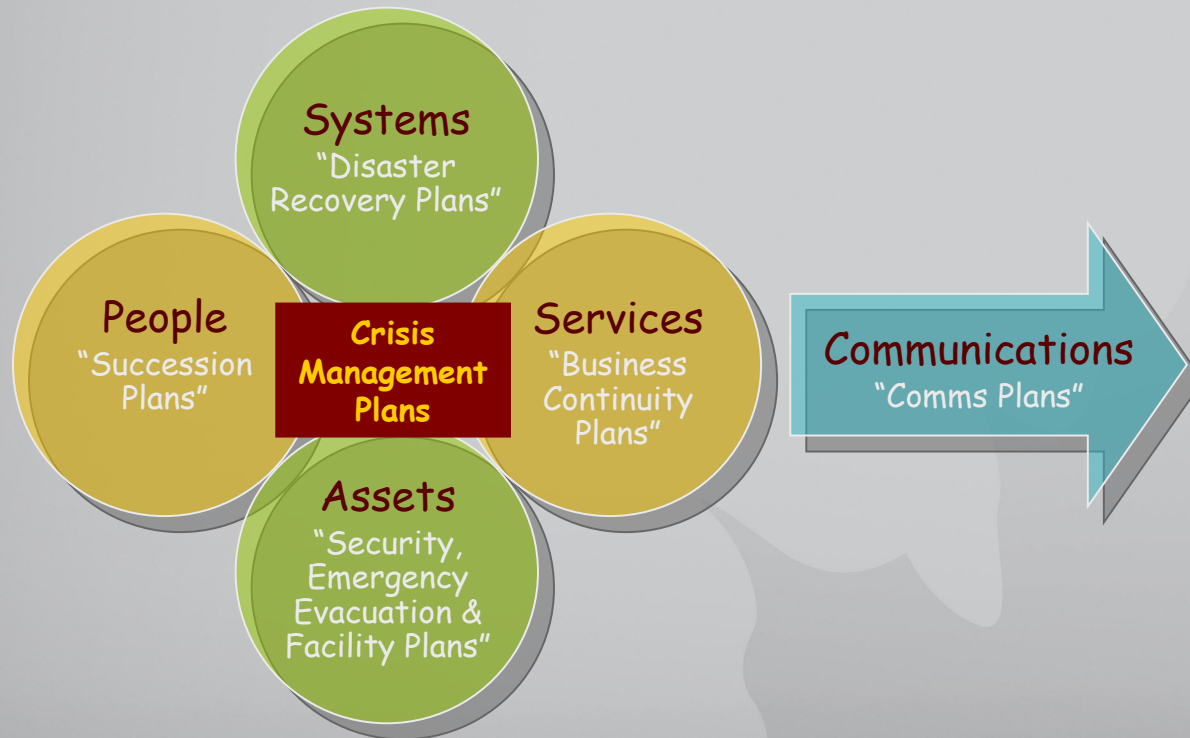 Systems
“Disaster
Recovery Plans”
People
“Succession
Plans”
Crisis
Management
Plans
Services
“Business
Continuity
Plans”
Assets
“Security,
Emergency
Evacuation &
Facility Plans”
Communications
“Comms Plans”